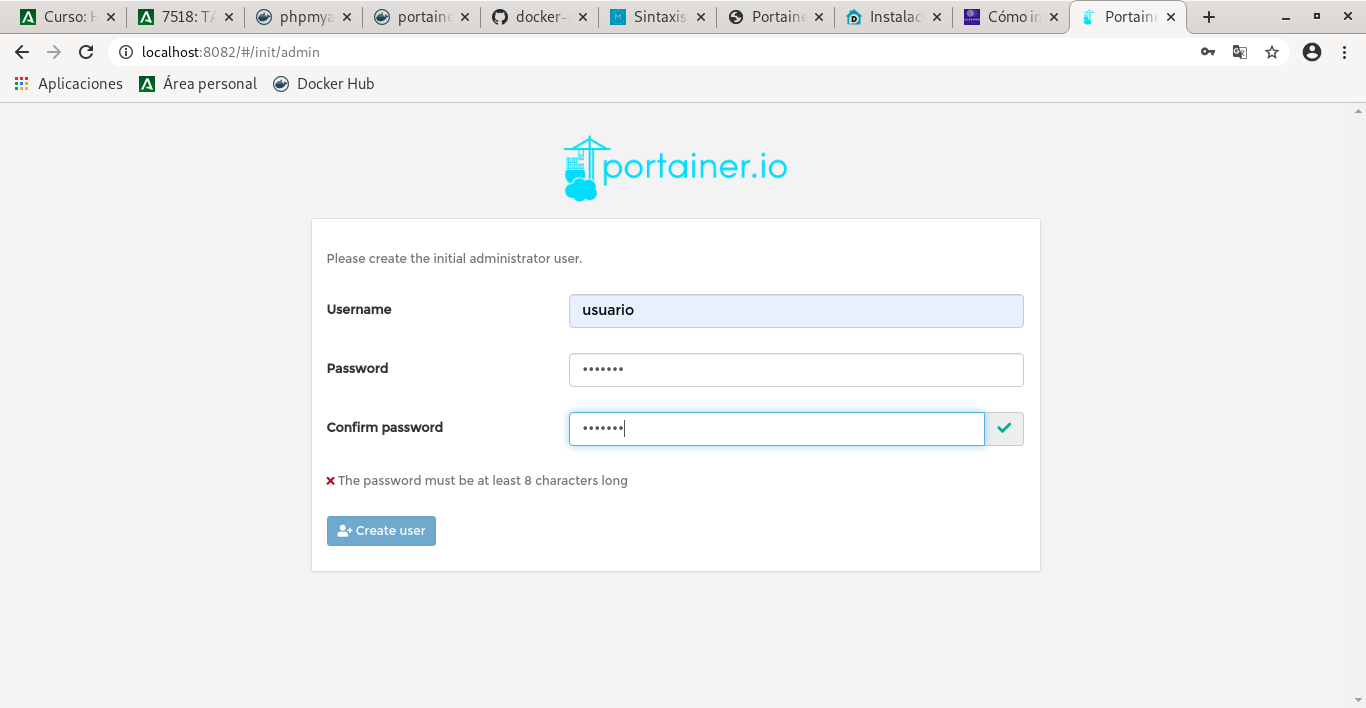 Curso: H 7518: TA phpmya portaine docker- Sintaxis Portaine Instalac Cómo in Portaine
localhost:8082/#/init/admin
Aplicaciones Área personal Docker Hub
portainer.io
Please create the initial administrator user.
Username usuario
Password •••••••
Confirm password •••••••
The password must be at least 8 characters long
Create user